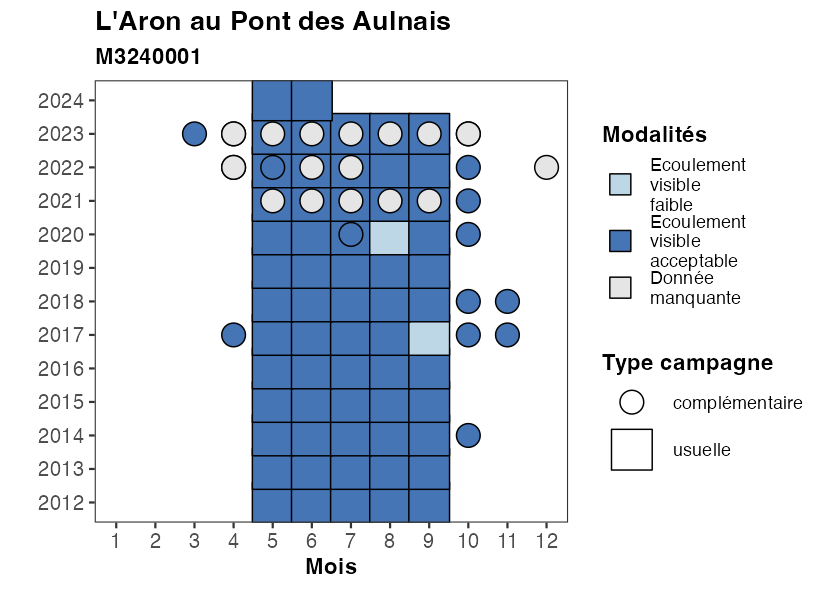 L'Aron au Pont des Aulnais
M3240001
2024
2023
2022
2021
2020
2019
2018
2017
2016
2015
2014
2013
2012
1 2 3 4 5 6 7 8 9 10 11 12
Mois
Modalités
Ecoulement
visible
faible
Ecoulement
visible
acceptable
Donnée
manquante
Type campagne
complémentaire
usuelle